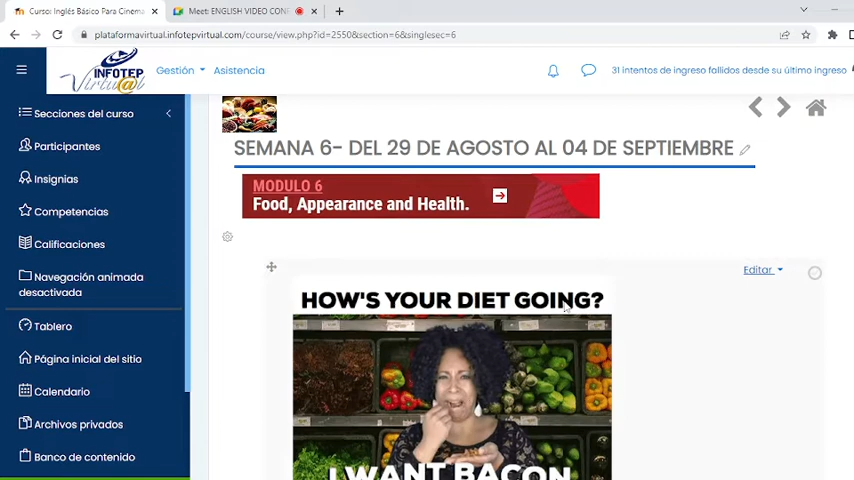 Curso: Inglés Básico Para Cinema
Meet: ENGLISH VIDEO CONF
plataformavirtual.infotepvirtual.com/course/view.php?id=2550&section=6&singlesec=6
INFOTEP
Virtu@l
Gestión
Asistencia
31 intentos de ingreso fallidos desde su último ingreso
Secciones del curso
Participantes
Insignias
Competencias
Calificaciones
Navegación animada
desactivada
Tablero
Página inicial del sitio
Calendario
Archivos privados
Banco de contenido
SEMANA 6- DEL 29 DE AGOSTO AL 04 DE SEPTIEMBRE
MODULO 6
Food, Appearance and Health.
Editar
HOW'S YOUR DIET GOING?
I WANT BACON